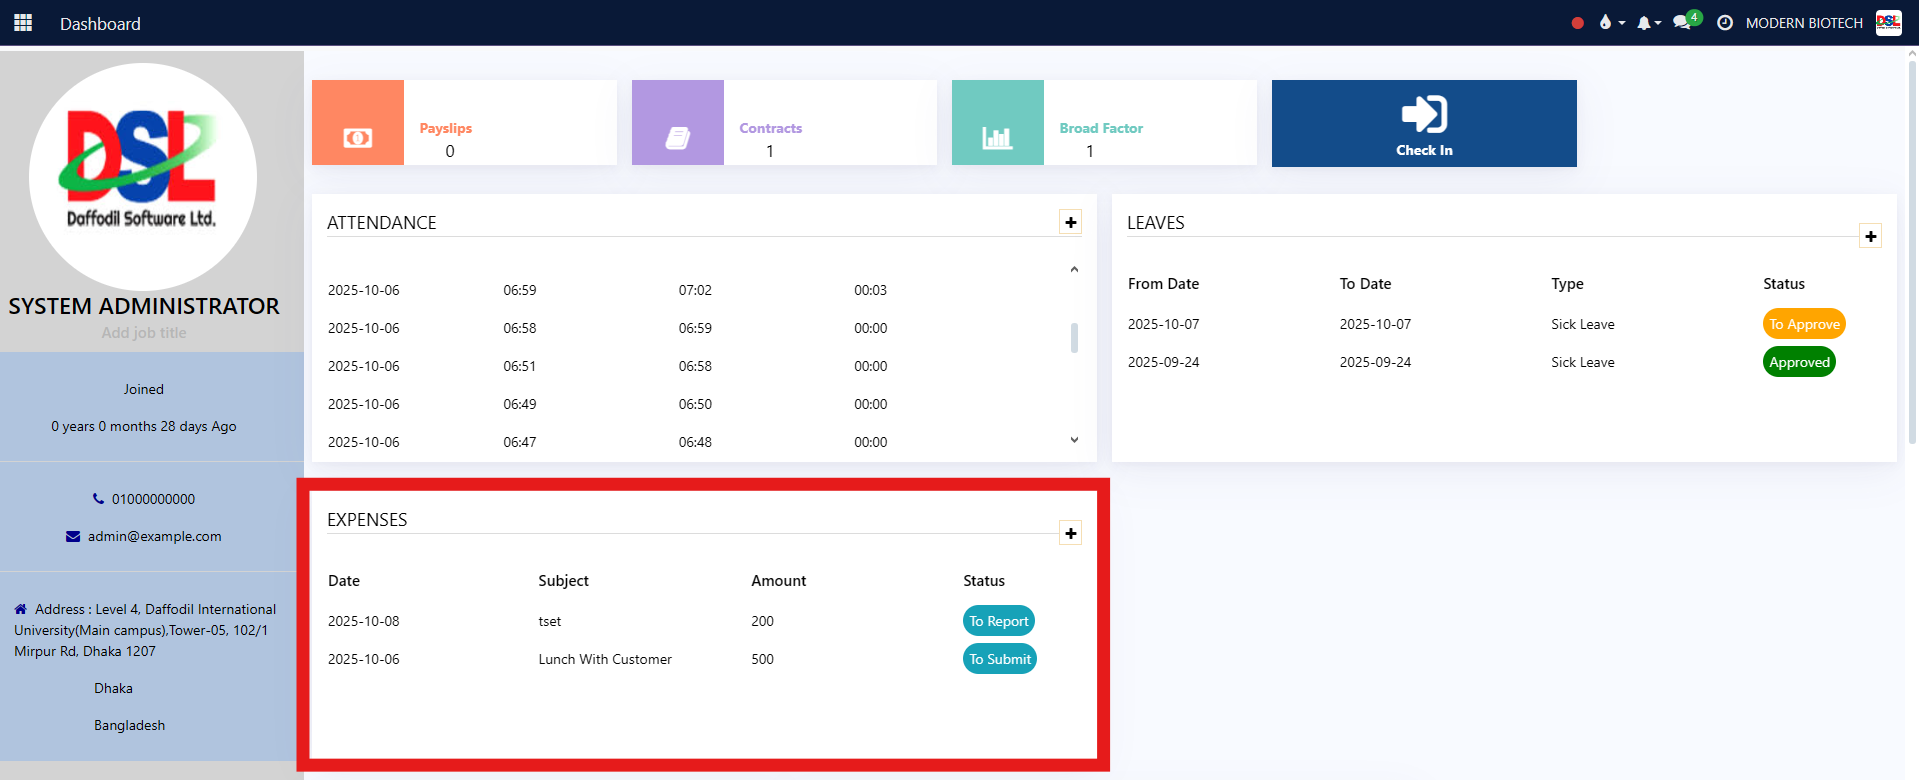 Dashboard
4
MODERN BIOTECH
DSL
DSL
Daffodil Software Ltd.
SYSTEM ADMINISTRATOR
Add job title
Joined
0 years 0 months 28 days Ago
01000000000
admin@example.com
Address : Level 4, Daffodil International
University(Main campus),Tower-05, 102/1
Mirpur Rd, Dhaka 1207
Dhaka
Bangladesh
Payslips
0
Contracts
1
Broad Factor
1
Check In
ATTENDANCE
2025-10-06 06:59 07:02 00:03
2025-10-06 06:58 06:59 00:00
2025-10-06 06:51 06:58 00:00
2025-10-06 06:49 06:50 00:00
2025-10-06 06:47 06:48 00:00
LEAVES
From Date To Date Type Status
2025-10-07 2025-10-07 Sick Leave To Approve
2025-09-24 2025-09-24 Sick Leave Approved
EXPENSES
Date Subject Amount Status
2025-10-08 tset 200 To Report
2025-10-06 Lunch With Customer 500 To Submit